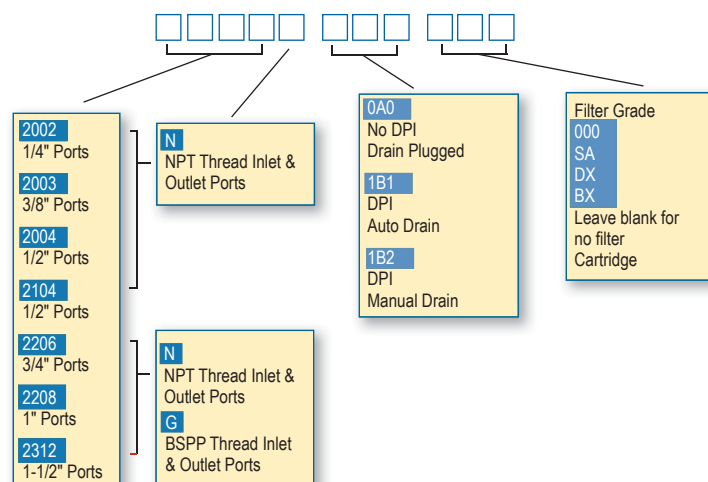 2002
1/4" Ports
2003
3/8" Ports
2004
1/2" Ports
2104
1/2" Ports
2206
3/4" Ports
2208
1" Ports
2312
1-1/2" Ports
N
NPT Thread Inlet &
Outlet Ports
N
NPT Thread Inlet &
Outlet Ports
G
BSPP Thread Inlet
& Outlet Ports
0A0
No DPI
Drain Plugged
1B1
DPI
Auto Drain
1B2
DPI
Manual Drain
Filter Grade
000
SA
DX
BX
Leave blank for
no filter
Cartridge